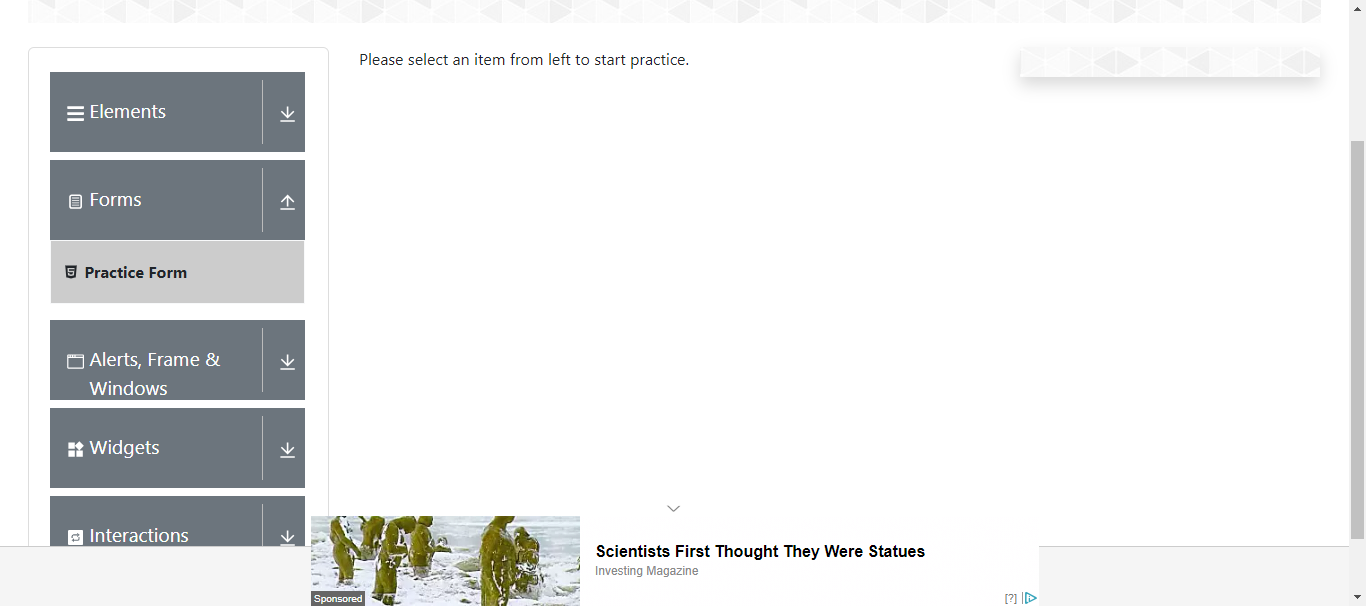 Please select an item from left to start practice.
Elements
Forms
Practice Form
Alerts, Frame &
Windows
Widgets
Interactions
Scientists First Thought They Were Statues
Investing Magazine
Sponsored
[?]